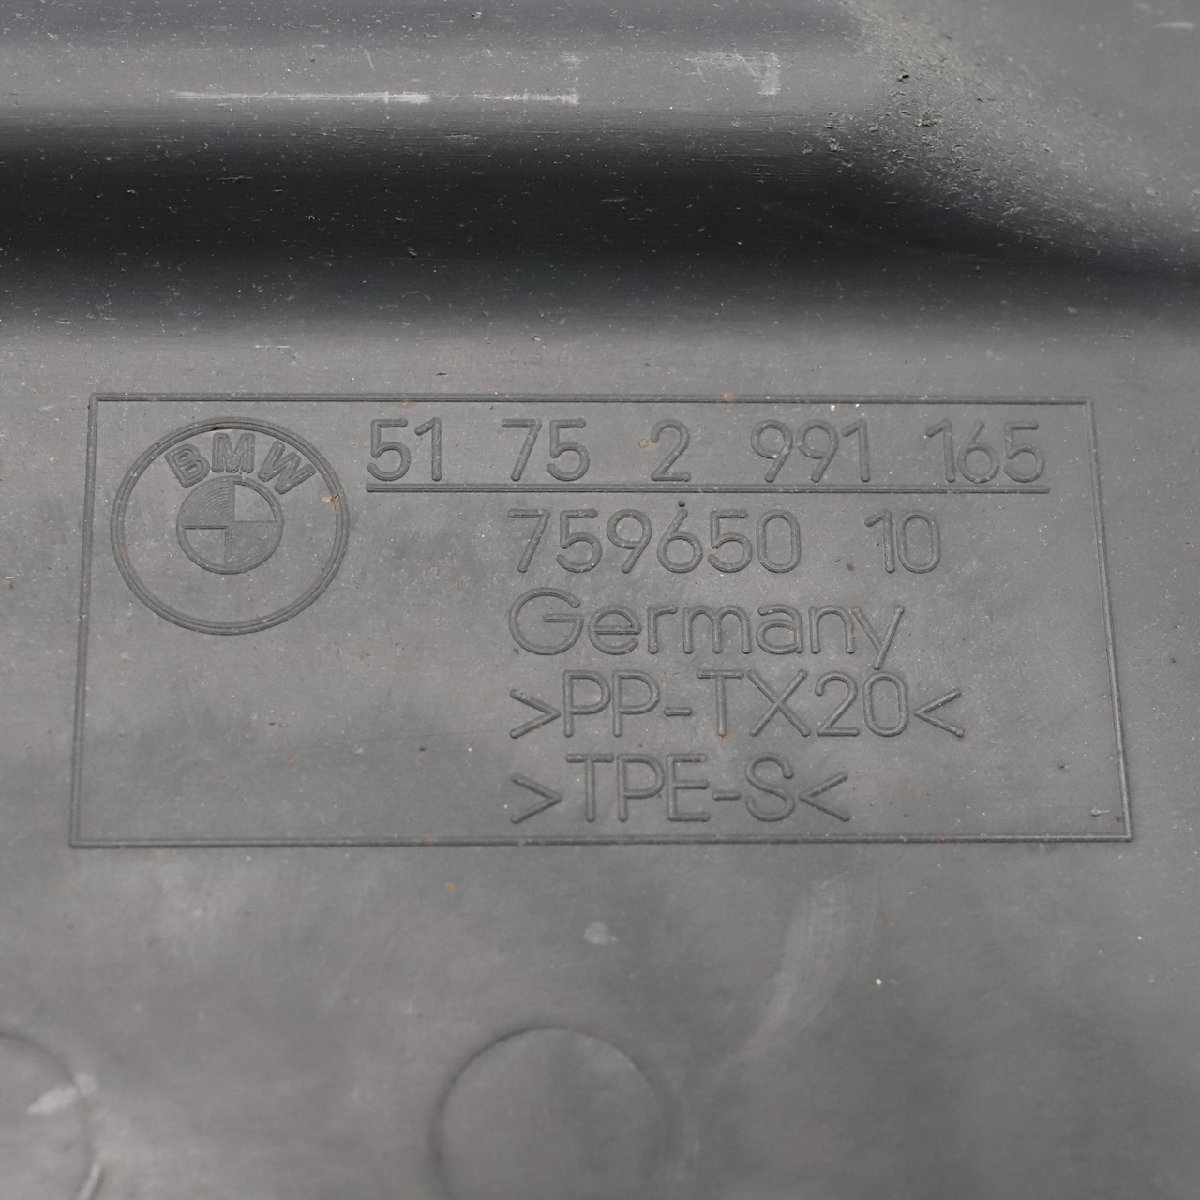 BMW
51 75 2 991 165
759650 10
Germany
>PP-TX20<
>TPE-S<